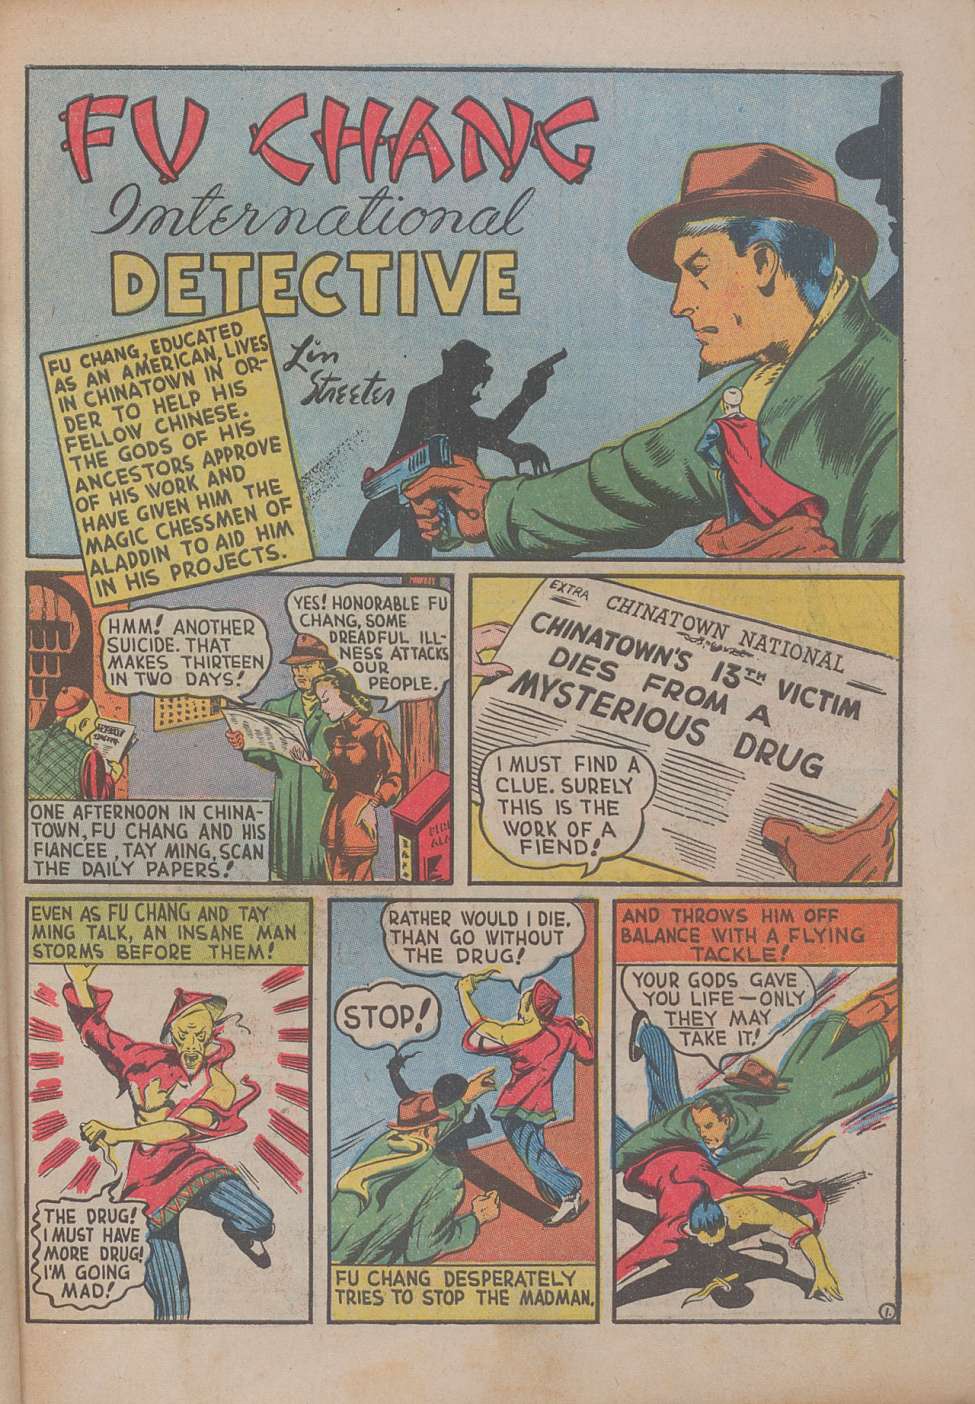 FU CHANG
International
DETECTIVE
Lin
Streeter
FU CHANG, EDUCATED
AS AN AMERICAN, LIVES
IN CHINATOWN IN OR-
DER TO HELP HIS
FELLOW CHINESE.
THE GODS OF HIS
ANCESTORS APPROVE
OF HIS WORK AND
HAVE GIVEN HIM THE
MAGIC CHESSMEN OF
ALADDIN TO AID HIM
IN HIS PROJECTS.
HMM! ANOTHER
SUICIDE. THAT
MAKES THIRTEEN
IN TWO DAYS!
YES! HONORABLE FU
CHANG, SOME
DREADFUL ILL-
NESS ATTACKS
OUR
PEOPLE.
ONE AFTERNOON IN CHINA-
TOWN, FU CHANG AND HIS
FIANCEE, TAY MING, SCAN
THE DAILY PAPERS!
EXTRA
CHINATOWN NATIONAL
CHINATOWN'S 13TH VICTIM
DIES FROM A
MYSTERIOUS DRUG
I MUST FIND A
CLUE. SURELY
THIS IS THE
WORK OF A
FIEND!
EVEN AS FU CHANG AND TAY
MING TALK, AN INSANE MAN
STORMS BEFORE THEM!
THE DRUG!
I MUST HAVE
MORE DRUG!
I'M GOING
MAD!
RATHER WOULD I DIE,
THAN GO WITHOUT
THE DRUG!
STOP!
FU CHANG DESPERATELY
TRIES TO STOP THE MADMAN,
AND THROWS HIM OFF
BALANCE WITH A FLYING
TACKLE!
YOUR GODS GAVE
YOU LIFE—ONLY
THEY MAY
TAKE IT!
1.